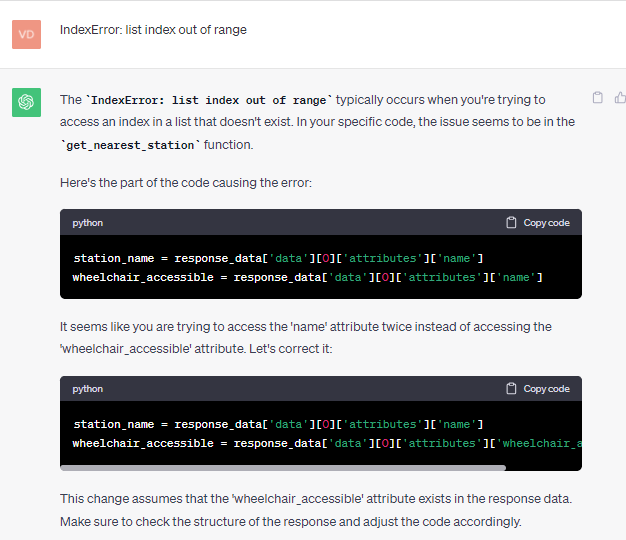 VD
IndexError: list index out of range
The `IndexError: list index out of range` typically occurs when you're trying to
access an index in a list that doesn't exist. In your specific code, the issue seems to be in the
`get_nearest_station` function.
Here's the part of the code causing the error:
python
Copy code
station_name = response_data['data'][0]['attributes']['name']
wheelchair_accessible = response_data['data'][0]['attributes']['name']
It seems like you are trying to access the 'name' attribute twice instead of accessing the
'wheelchair_accessible' attribute. Let's correct it:
python
Copy code
station_name = response_data['data'][0]['attributes']['name']
wheelchair_accessible = response_data['data'][0]['attributes']['wheelchair_a
This change assumes that the 'wheelchair_accessible' attribute exists in the response data.
Make sure to check the structure of the response and adjust the code accordingly.